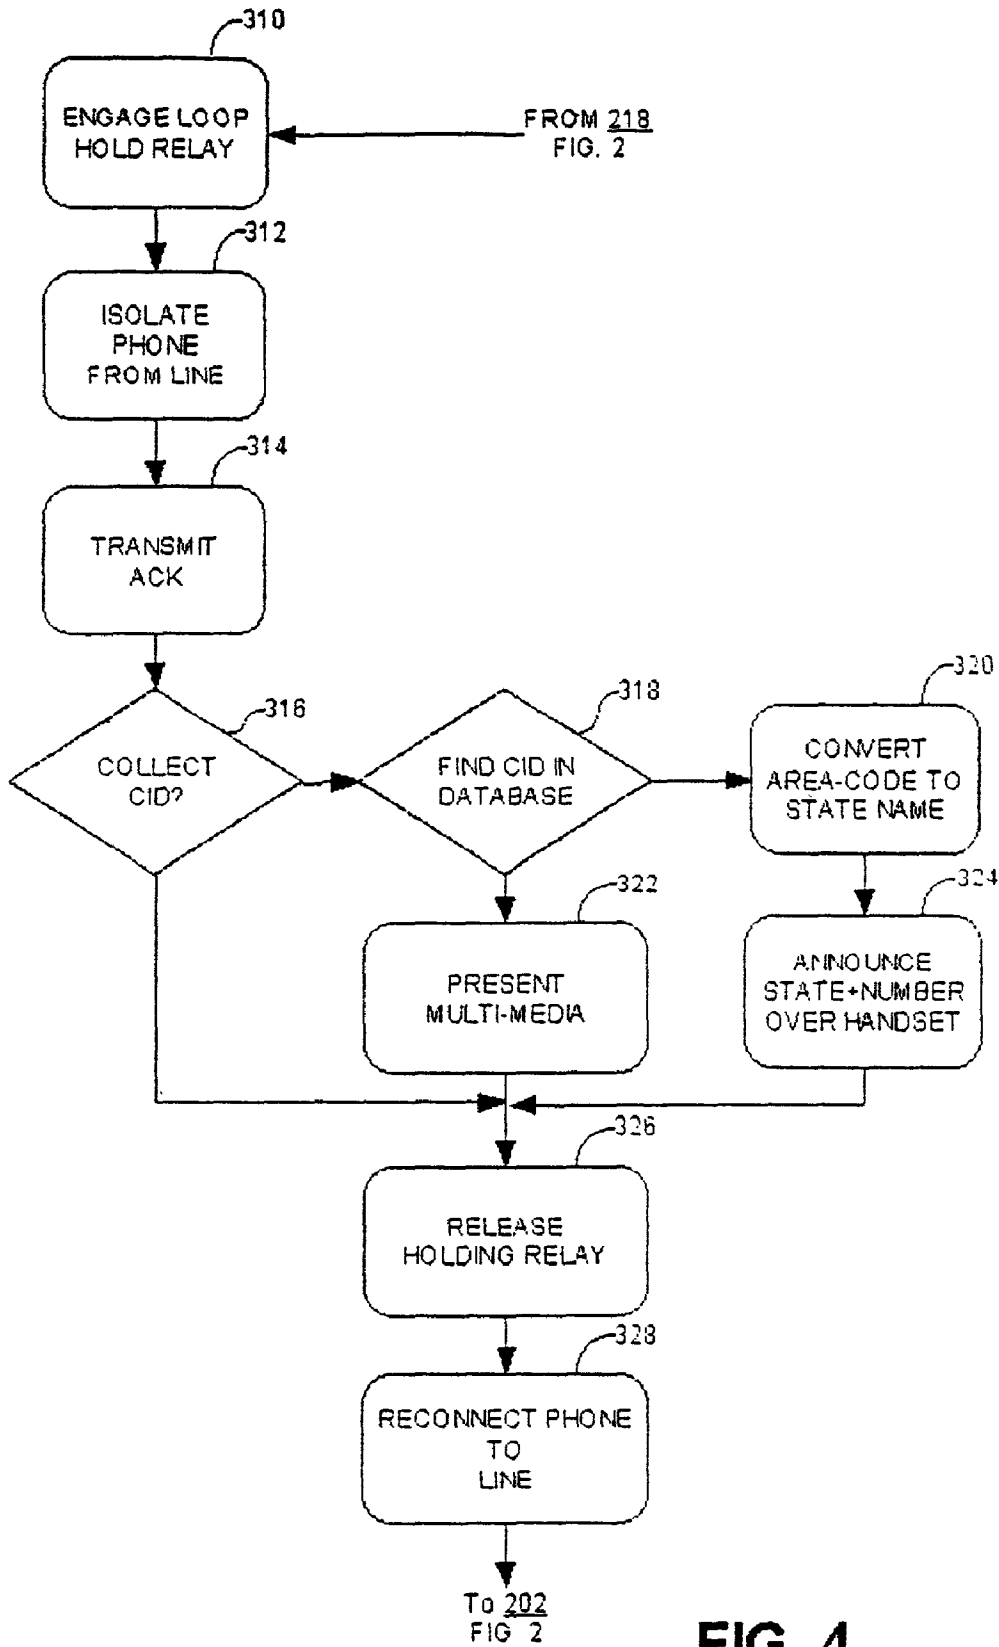 310
ENGAGE LOOP
HOLD RELAY
FROM 218
FIG. 2
312
ISOLATE
PHONE
FROM LINE
314
TRANSMIT
ACK
316
COLLECT
CID?
318
FIND CID IN
DATABASE
320
CONVERT
AREA-CODE TO
STATE NAME
322
PRESENT
MULTI-MEDIA
324
ANNOUNCE
STATE+NUMBER
OVER HANDSET
326
RELEASE
HOLDING RELAY
328
RECONNECT PHONE
TO
LINE
To 202
FIG 2
FIG. 4